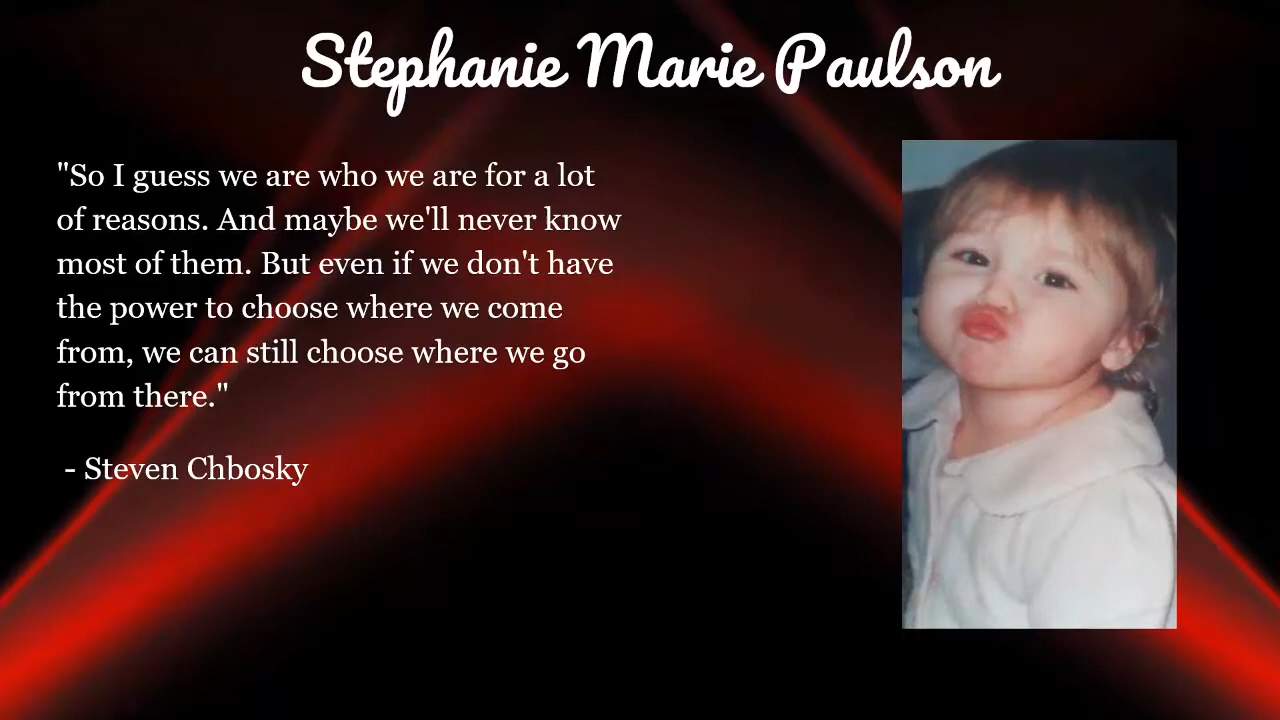 Stephanie Marie Paulson
"So I guess we are who we are for a lot
of reasons. And maybe we'll never know
most of them. But even if we don't have
the power to choose where we come
from, we can still choose where we go
from there."
- Steven Chbosky